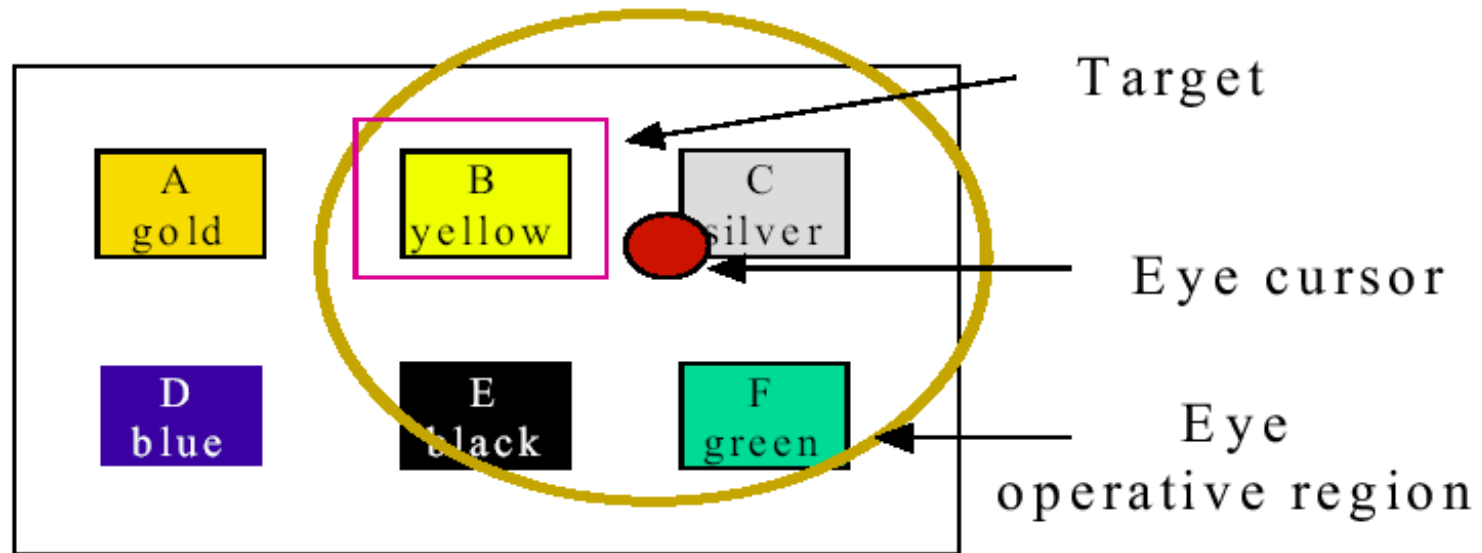 Target
A
gold
B
yellow
C
silver
Eye cursor
D
blue
E
black
F
green
Eye
operative region